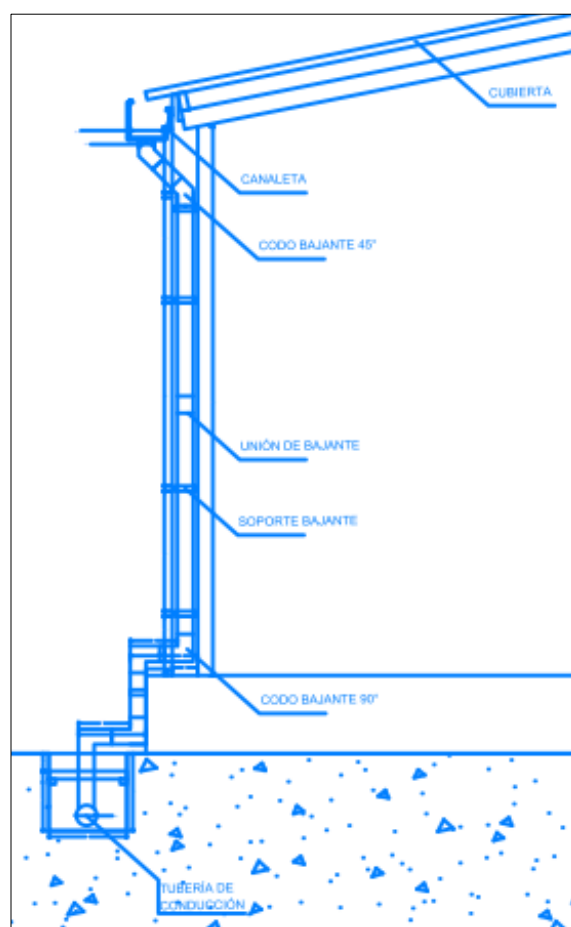 CUBIERTA
CANALETA
CODO BAJANTE 45°
UNIÓN DE BAJANTE
SOPORTE BAJANTE
CODO BAJANTE 90°
TUBERÍA DE
CONDUCCIÓN